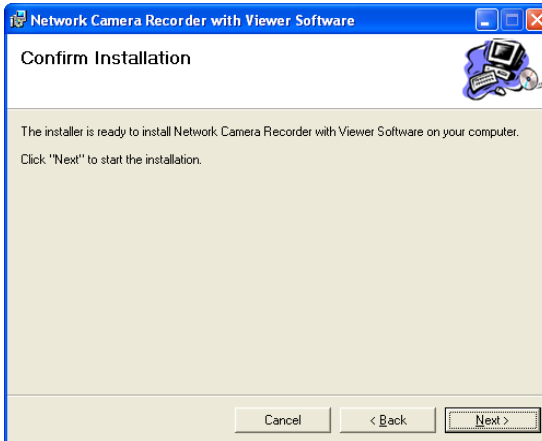 Network Camera Recorder with Viewer Software
Confirm Installation
The installer is ready to install Network Camera Recorder with Viewer Software on your computer.
Click "Next" to start the installation.
Cancel
< Back
Next >